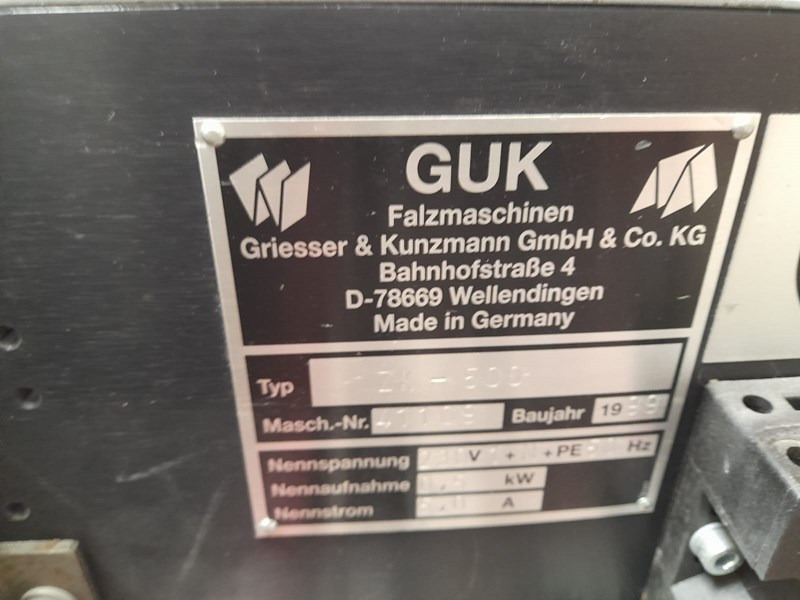 GUK
Falzmaschinen
Griesser & Kunzmann GmbH & Co. KG
Bahnhofstraße 4
D-78669 Wellendingen
Made in Germany
Typ
Masch.-Nr. Baujahr 1999
Nennspannung V + + PE Hz
Nennaufnahme kW
Nennstrom A